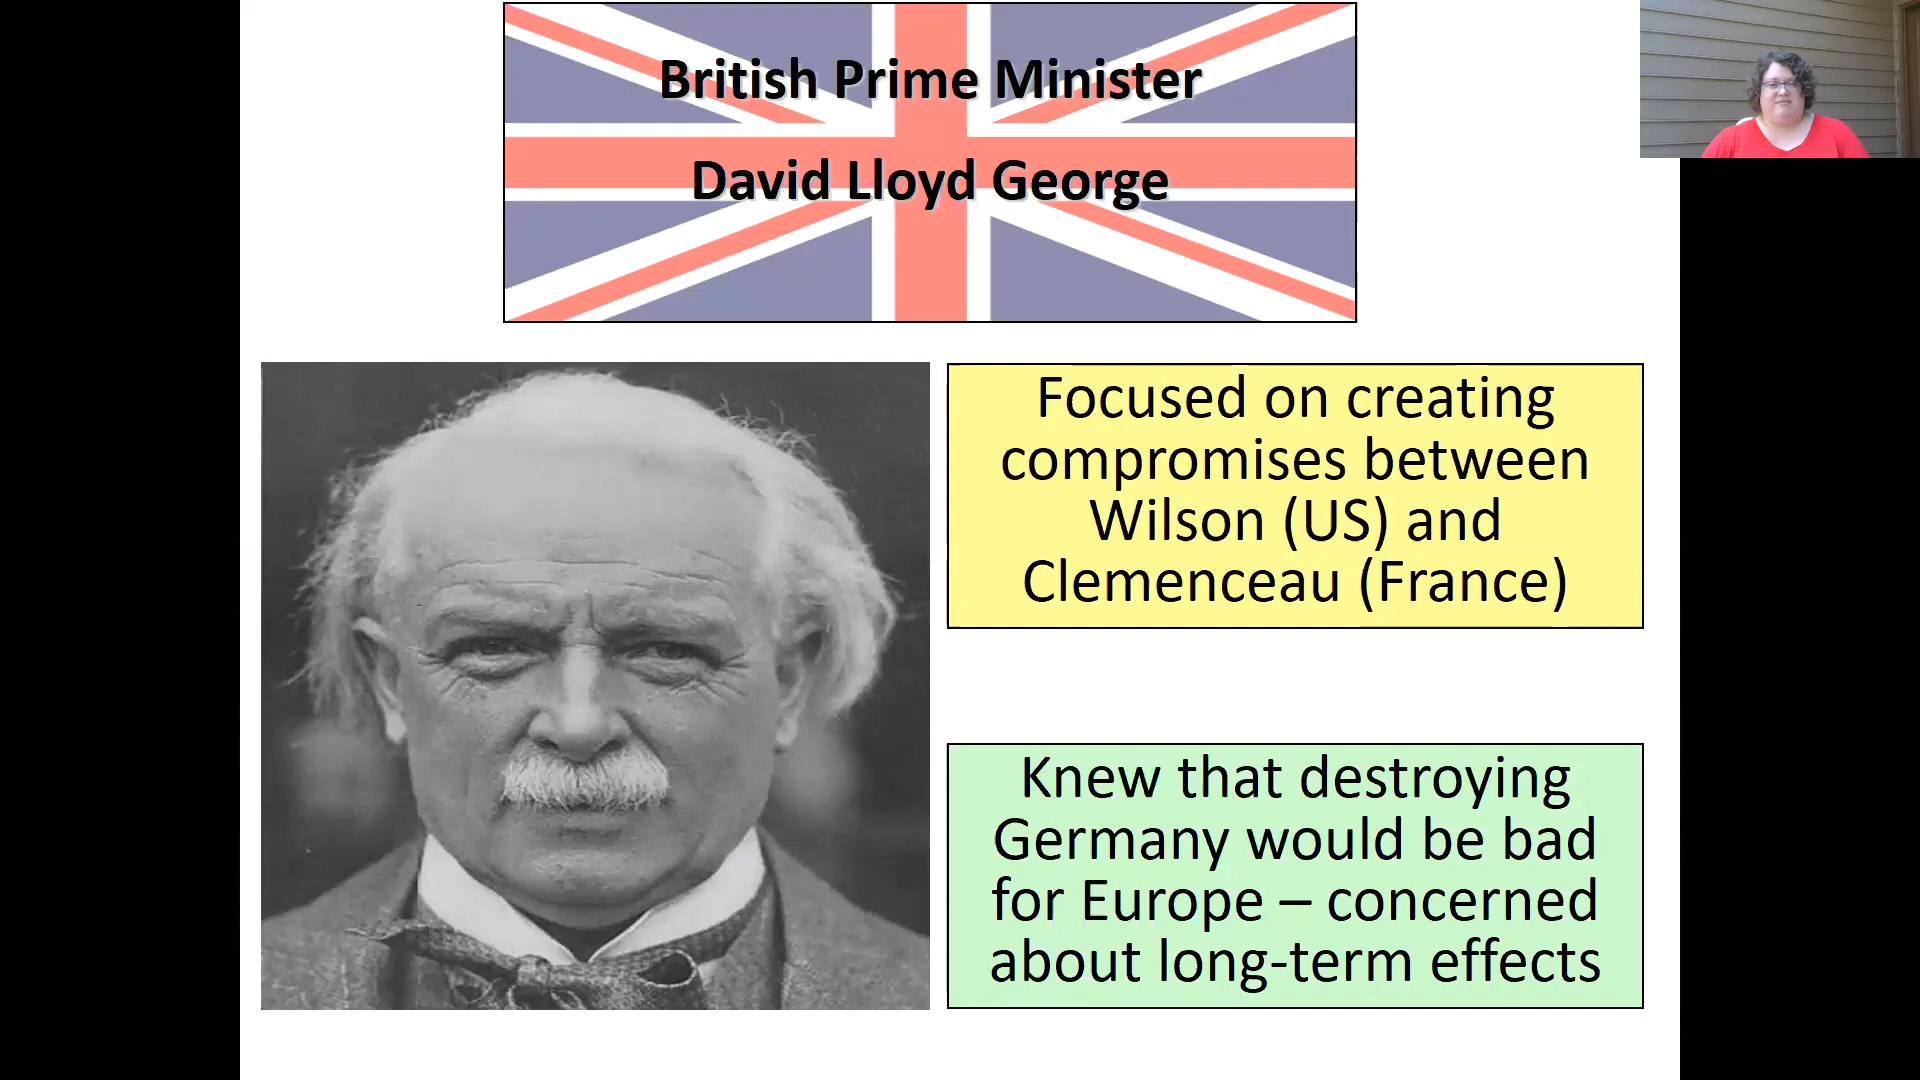 British Prime Minister
David Lloyd George
Focused on creating
compromises between
Wilson (US) and
Clemenceau (France)
Knew that destroying
Germany would be bad
for Europe – concerned
about long-term effects